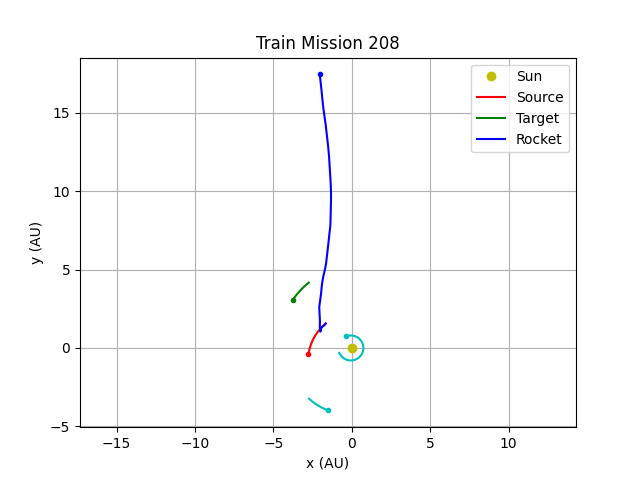 Train Mission 208
Sun
Source
Target
Rocket
15
10
5
0
−5
y (AU)
−15
−10
−5
0
5
10
x (AU)